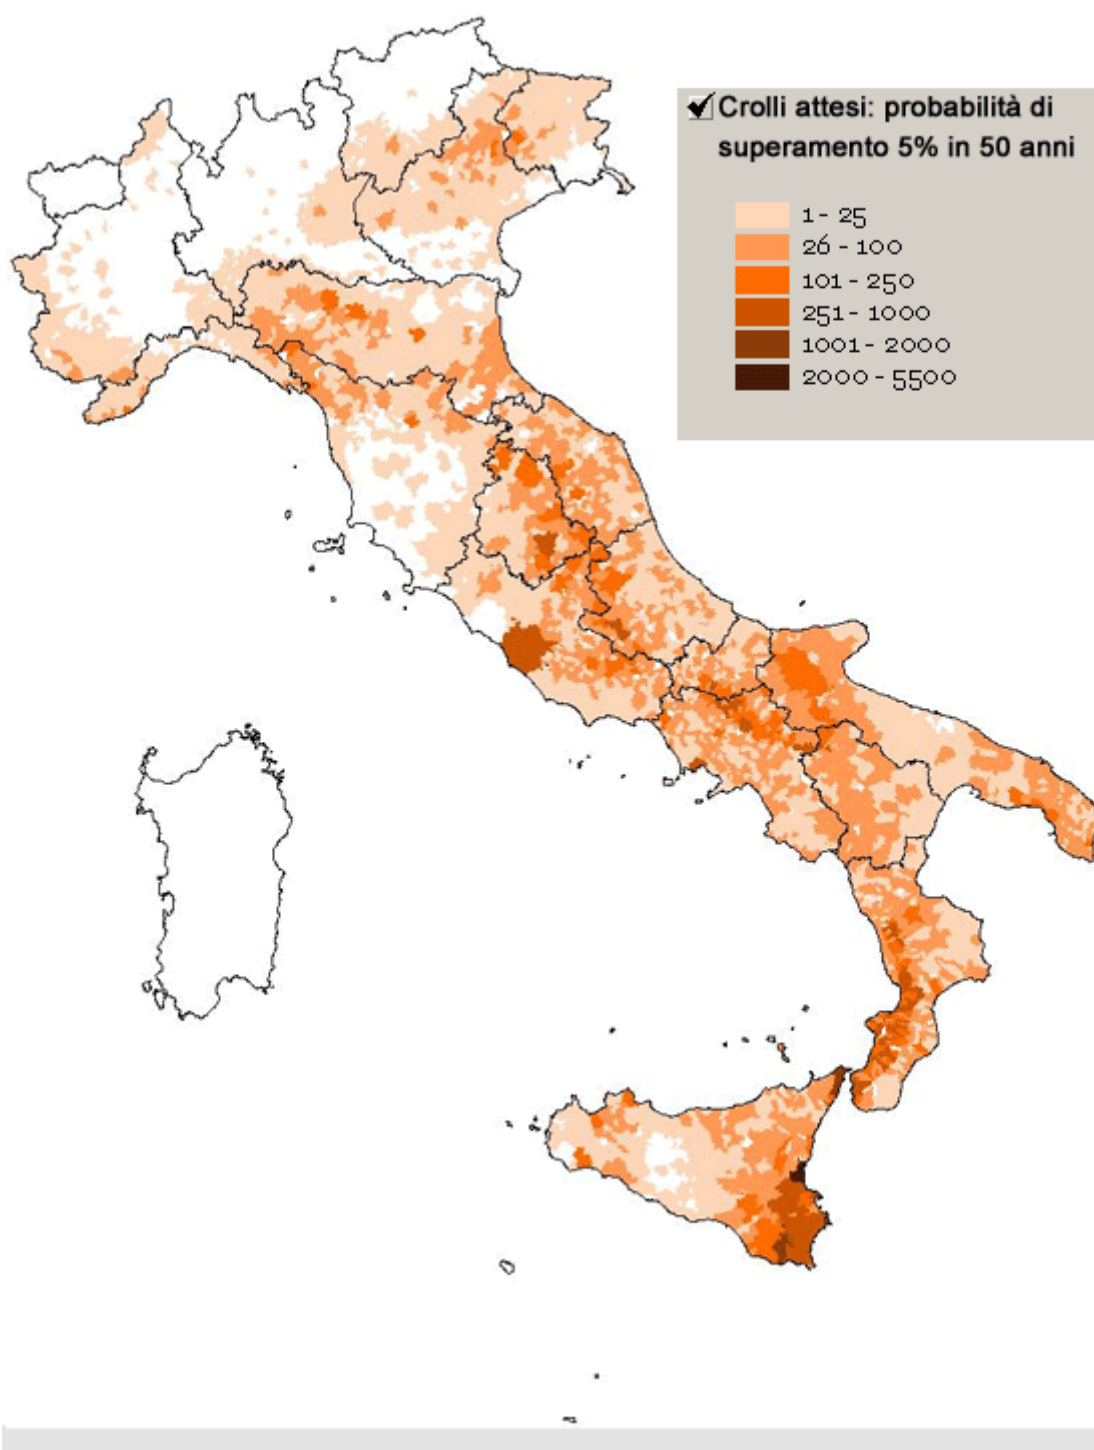 Crolli attesi: probabilità di
superamento 5% in 50 anni
1 - 25
26 - 100
101 - 250
251 - 1000
1001 - 2000
2000 - 5500